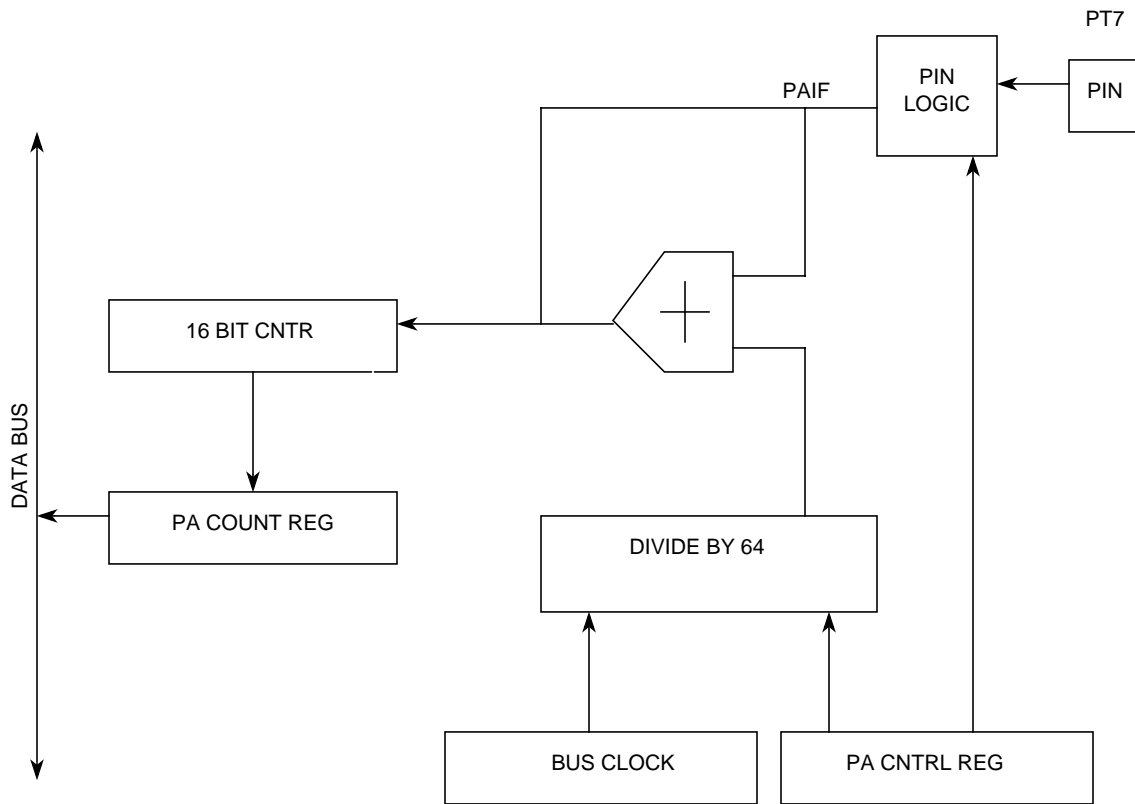 PT7
PIN
LOGIC
PIN
PAIF
16 BIT CNTR
DATA BUS
PA COUNT REG
DIVIDE BY 64
BUS CLOCK
PA CNTRL REG